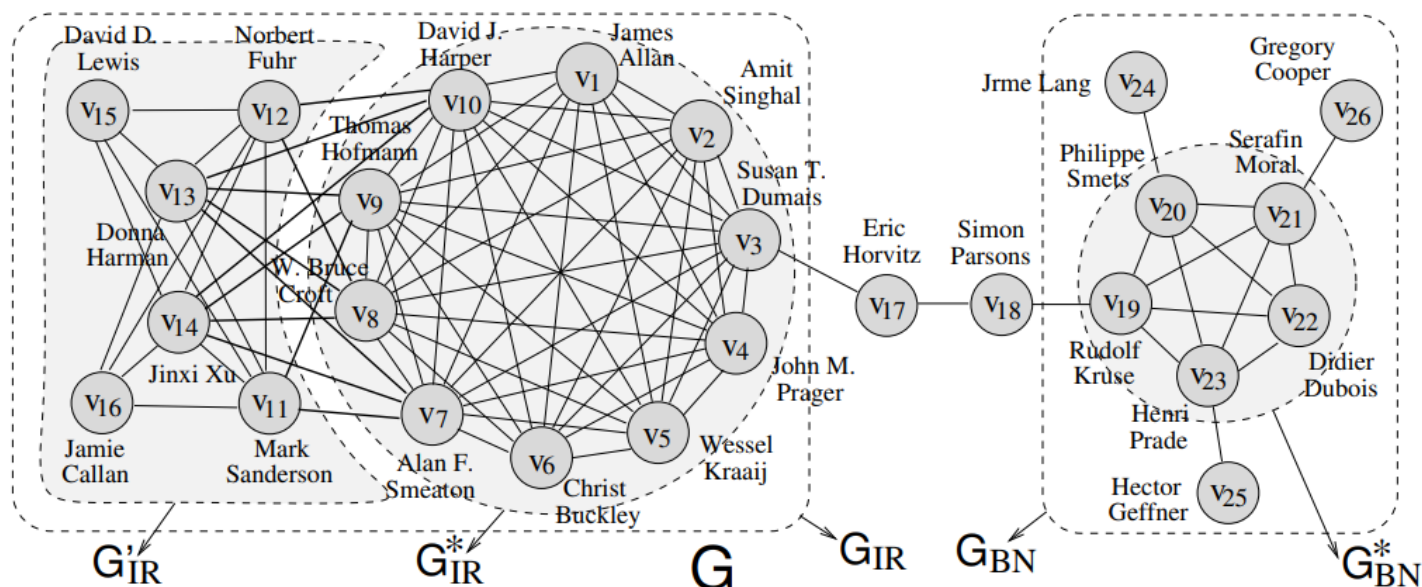 David D.
Lewis
Norbert
Fuhr
David J.
Harper
James
Allan
Amit
Singhal
Jrme Lang
Gregory
Cooper
v15
v12
v10
v1
v2
v24
v26
Thomas
Hofmann
Susan T.
Dumais
Philippe
Smets
Serafin
Moral
v13
v9
v3
v20
v21
Donna
Harman
W. Bruce
Croft
Eric
Horvitz
Simon
Parsons
v14
v8
v4
v17
v18
v19
v22
Jinxi Xu
John M.
Prager
Rudolf
Kruse
Didier
Dubois
v16
v11
v7
v6
v5
v23
Jamie
Callan
Mark
Sanderson
Alan F.
Smeaton
Christ
Buckley
Wessel
Kraaij
Henri
Prade
Hector
Geffner
v25
G'IR
G*IR
G
GIR
GBN
G*BN